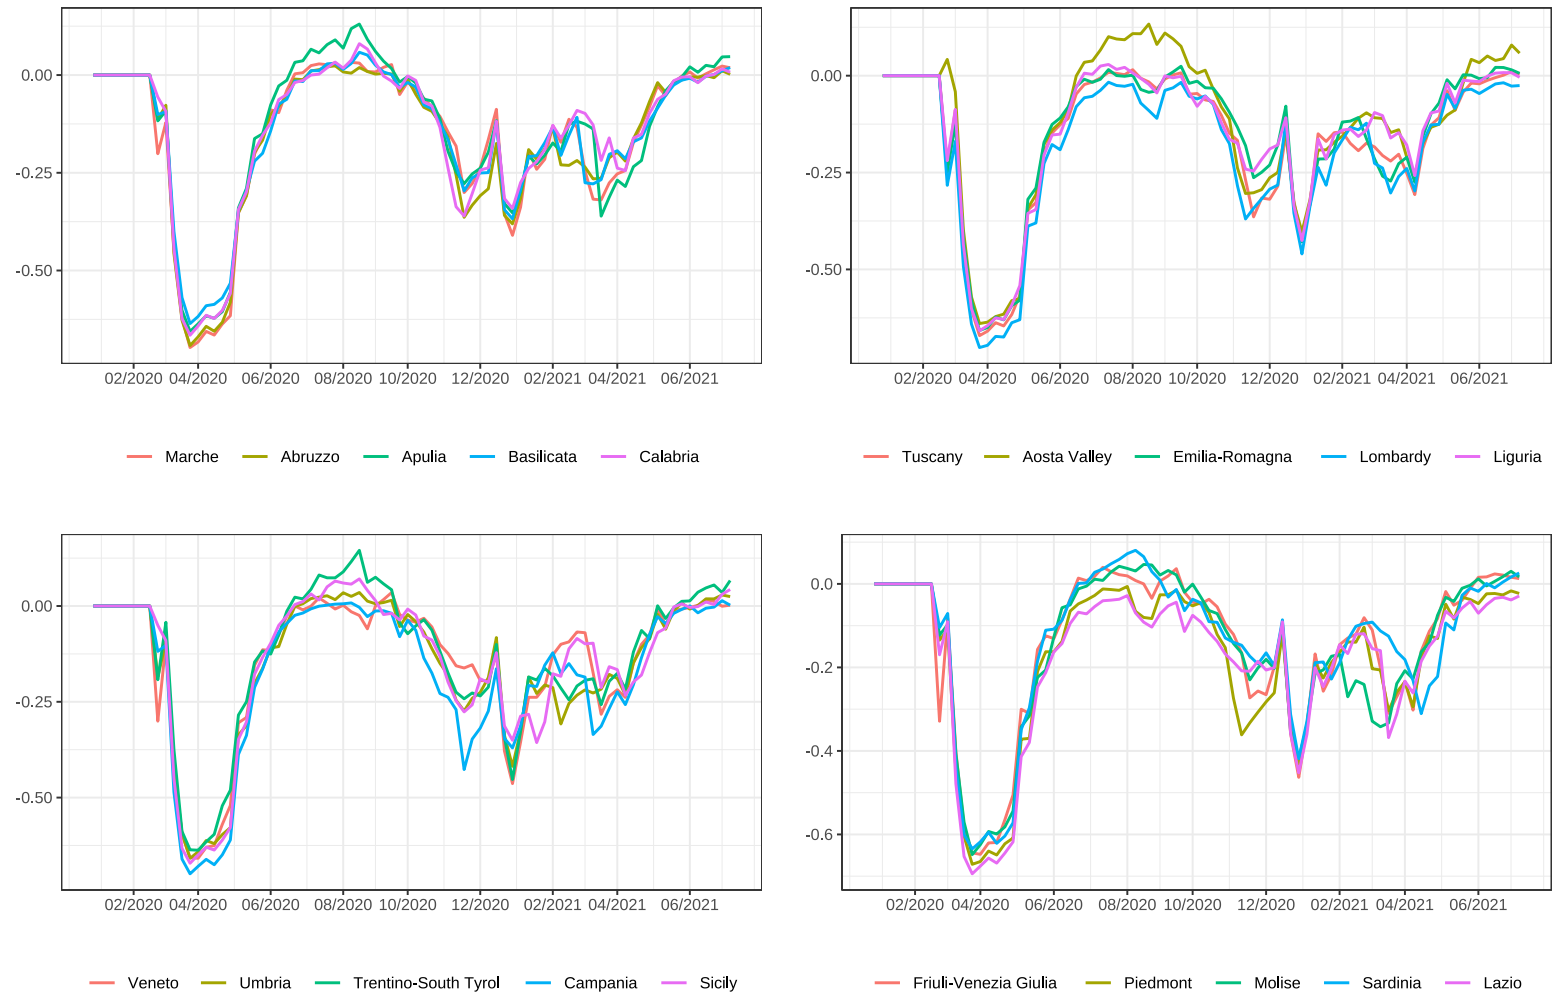 0.00
-0.25
-0.50
02/2020 04/2020 06/2020 08/2020 10/2020 12/2020 02/2021 04/2021 06/2021
Marche Abruzzo Apulia Basilicata Calabria
0.00
-0.25
-0.50
02/2020 04/2020 06/2020 08/2020 10/2020 12/2020 02/2021 04/2021 06/2021
Tuscany Aosta Valley Emilia-Romagna Lombardy Liguria
0.00
-0.25
-0.50
02/2020 04/2020 06/2020 08/2020 10/2020 12/2020 02/2021 04/2021 06/2021
Veneto Umbria Trentino-South Tyrol Campania Sicily
0.0
-0.2
-0.4
-0.6
02/2020 04/2020 06/2020 08/2020 10/2020 12/2020 02/2021 04/2021 06/2021
Friuli-Venezia Giulia Piedmont Molise Sardinia Lazio